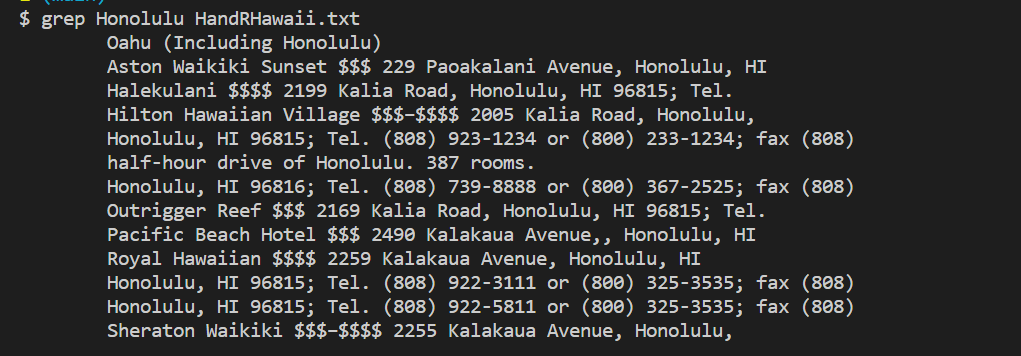 $ grep Honolulu HandRHawaii.txt
Oahu (Including Honolulu)
Aston Waikiki Sunset $$$ 229 Paoakalani Avenue, Honolulu, HI
Halekulani $$$$ 2199 Kalia Road, Honolulu, HI 96815; Tel.
Hilton Hawaiian Village $$$–$$$$ 2005 Kalia Road, Honolulu,
Honolulu, HI 96815; Tel. (808) 923-1234 or (800) 233-1234; fax (808)
half-hour drive of Honolulu. 387 rooms.
Honolulu, HI 96816; Tel. (808) 739-8888 or (800) 367-2525; fax (808)
Outrigger Reef $$$ 2169 Kalia Road, Honolulu, HI 96815; Tel.
Pacific Beach Hotel $$$ 2490 Kalakaua Avenue,, Honolulu, HI
Royal Hawaiian $$$$ 2259 Kalakaua Avenue, Honolulu, HI
Honolulu, HI 96815; Tel. (808) 922-3111 or (800) 325-3535; fax (808)
Honolulu, HI 96815; Tel. (808) 922-5811 or (800) 325-3535; fax (808)
Sheraton Waikiki $$$–$$$$ 2255 Kalakaua Avenue, Honolulu,